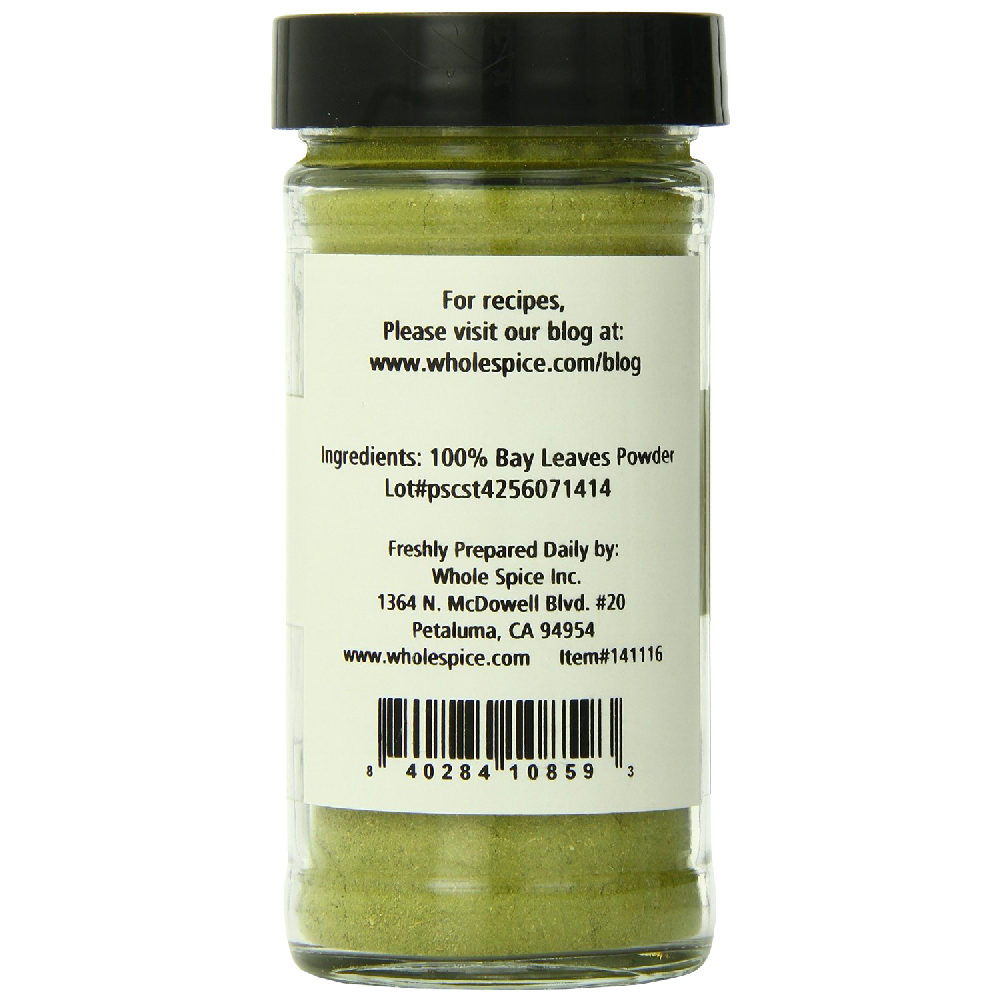 For recipes,
Please visit our blog at:
www.wholespice.com/blog
Ingredients: 100% Bay Leaves Powder
Lot#pscst4256071414
Freshly Prepared Daily by:
Whole Spice Inc.
1364 N. McDowell Blvd. #20
Petaluma, CA 94954
www.wholespice.com Item#141116
8 40284 10859 3